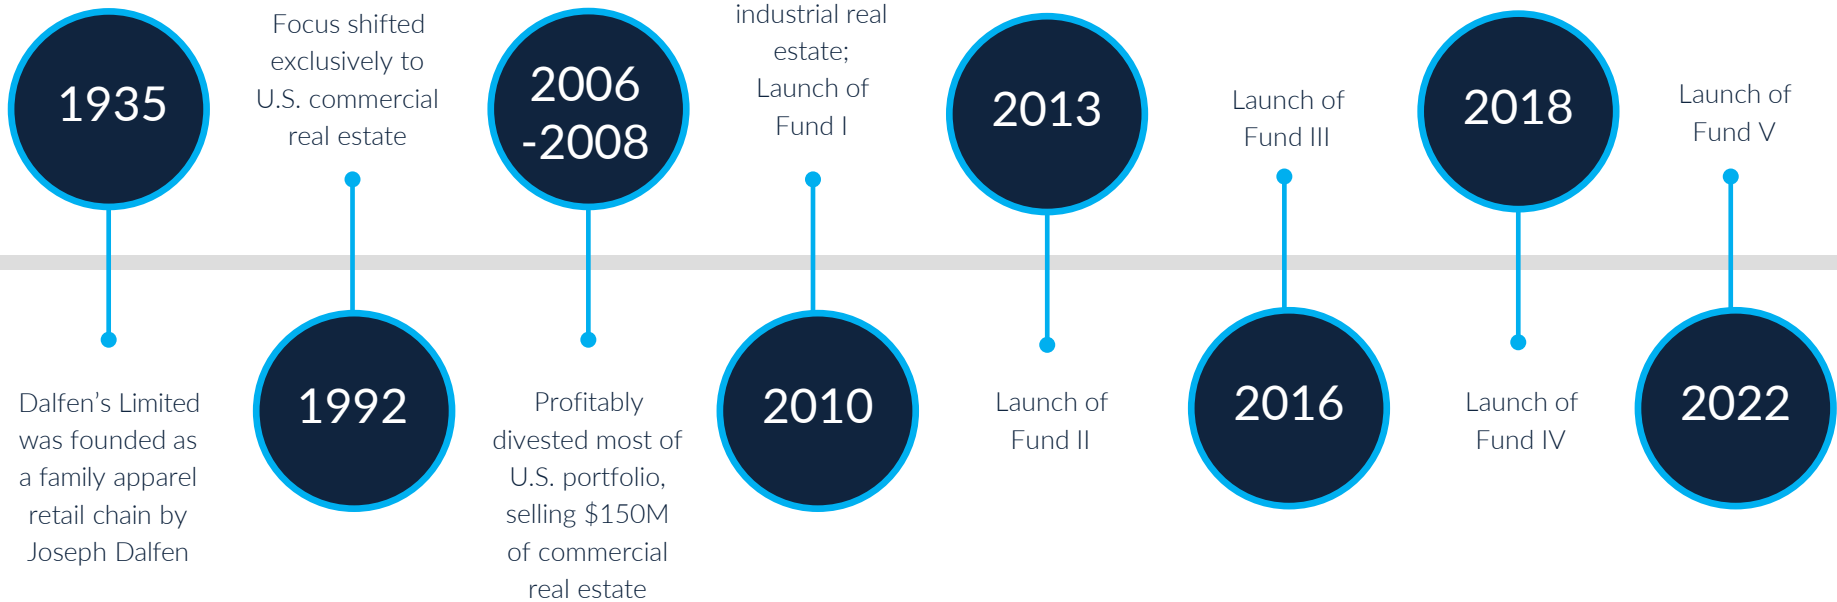 1935
Dalfen’s Limited
was founded as
a family apparel
retail chain by
Joseph Dalfen
Focus shifted
exclusively to
U.S. commercial
real estate
1992
2006
-2008
Profitably
divested most of
U.S. portfolio,
selling $150M
of commercial
real estate
industrial real
estate;
Launch of
Fund I
2010
2013
Launch of
Fund II
Launch of
Fund III
2016
2018
Launch of
Fund IV
Launch of
Fund V
2022